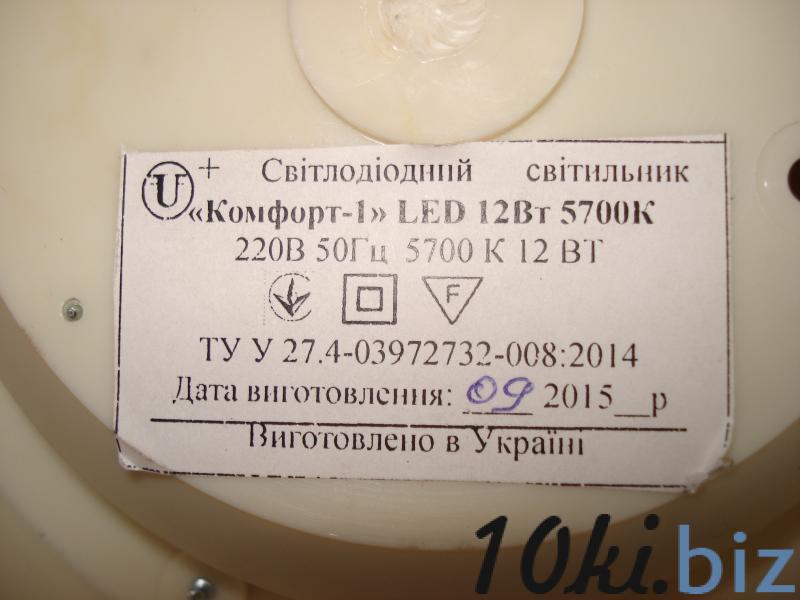 U + Світлодіодний світильник
«Комфорт-1» LED 12Вт 5700К
220В 50Гц 5700 К 12 ВТ
F
ТУ У 27.4-03972732-008:2014
Дата виготовлення: 09 2015__р
Виготовлено в Україні
10ki.biz